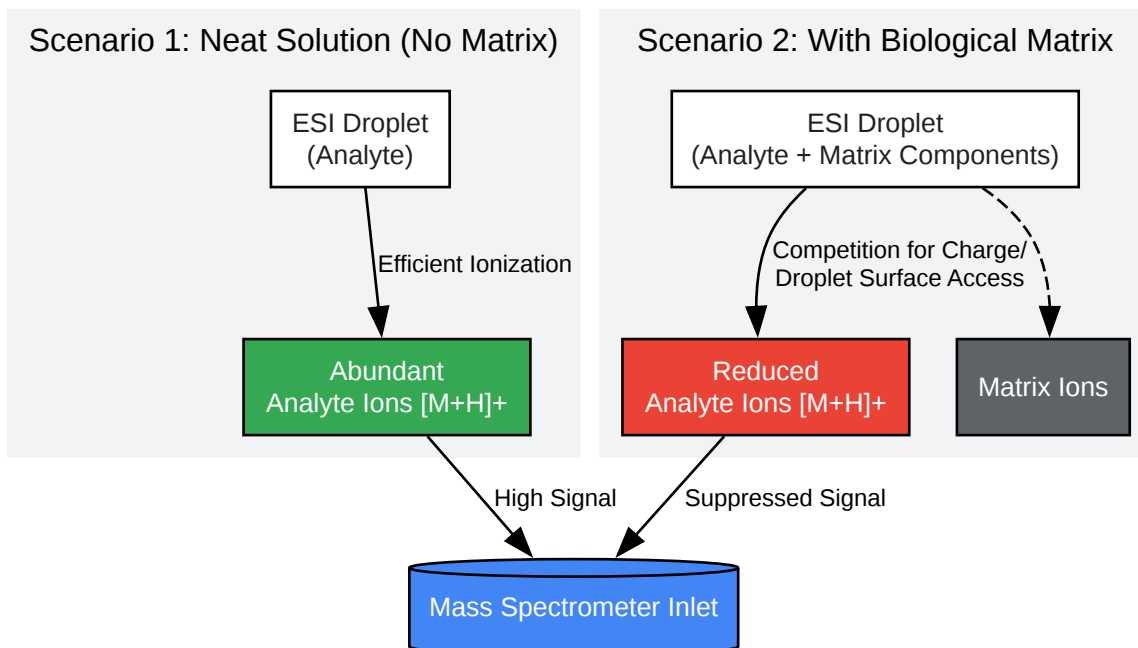 Scenario 1: Neat Solution (No Matrix)
ESI Droplet
(Analyte)
Efficient Ionization
Abundant
Analyte Ions [M+H]+
High Signal
Scenario 2: With Biological Matrix
ESI Droplet
(Analyte + Matrix Components)
Competition for Charge/
Droplet Surface Access
Reduced
Analyte Ions [M+H]+
Matrix Ions
Suppressed Signal
Mass Spectrometer Inlet